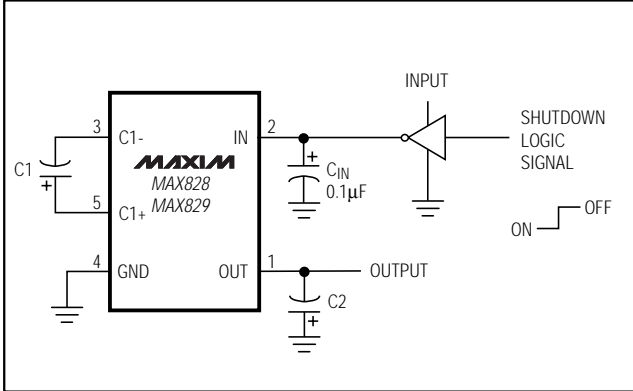 INPUT
SHUTDOWN
LOGIC
SIGNAL
3
C1-
IN
2
C1
+
MAXIM
MAX828
MAX829
+
CIN
0.1μF
5
C1+
ON
OFF
4
GND
OUT
1
OUTPUT
C2
+